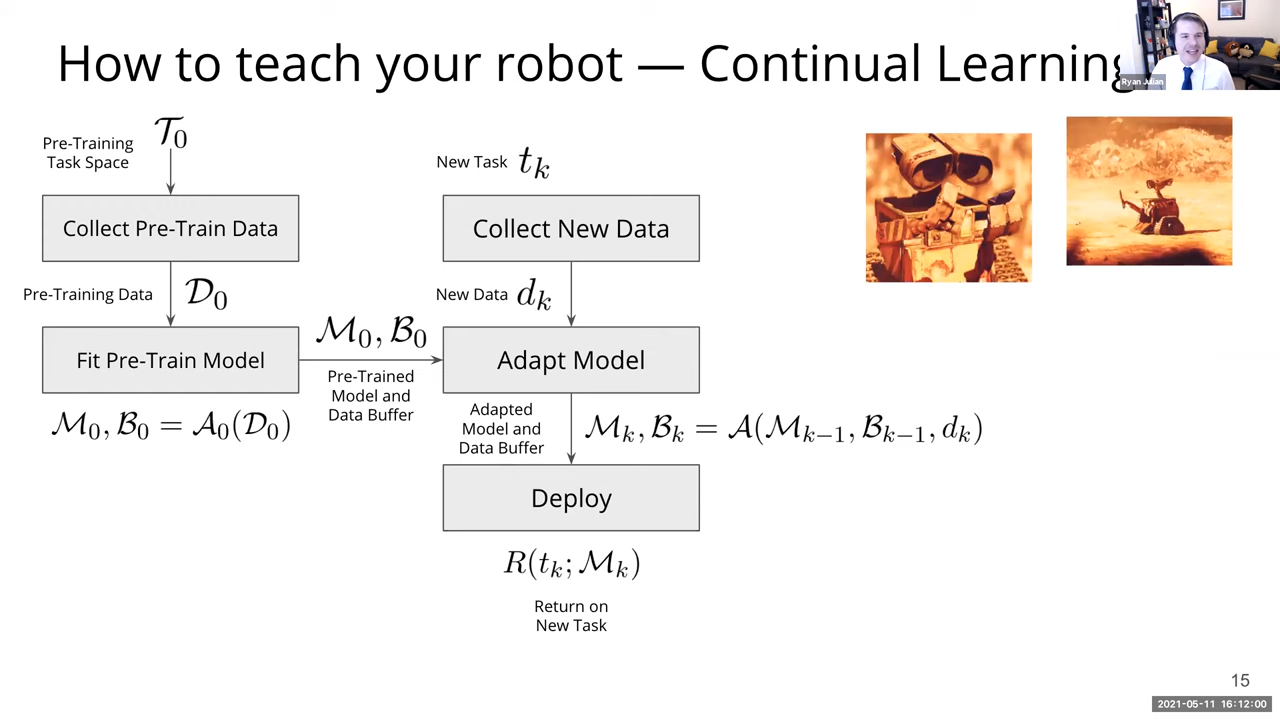 How to teach your robot — Continual Learning
Ryan Julian
Pre-Training
Task Space
𝒯₀
Collect Pre-Train Data
Pre-Training Data
𝒟₀
Fit Pre-Train Model
ℳ₀, ℬ₀ = 𝒜₀(𝒟₀)
ℳ₀, ℬ₀
Pre-Trained
Model and
Data Buffer
New Task tₖ
Collect New Data
New Data dₖ
Adapt Model
Adapted
Model and
Data Buffer
ℳₖ, ℬₖ = 𝒜(ℳₖ₋₁, ℬₖ₋₁, dₖ)
Deploy
R(tₖ; ℳₖ)
Return on
New Task
15
2021-05-11 16:12:00